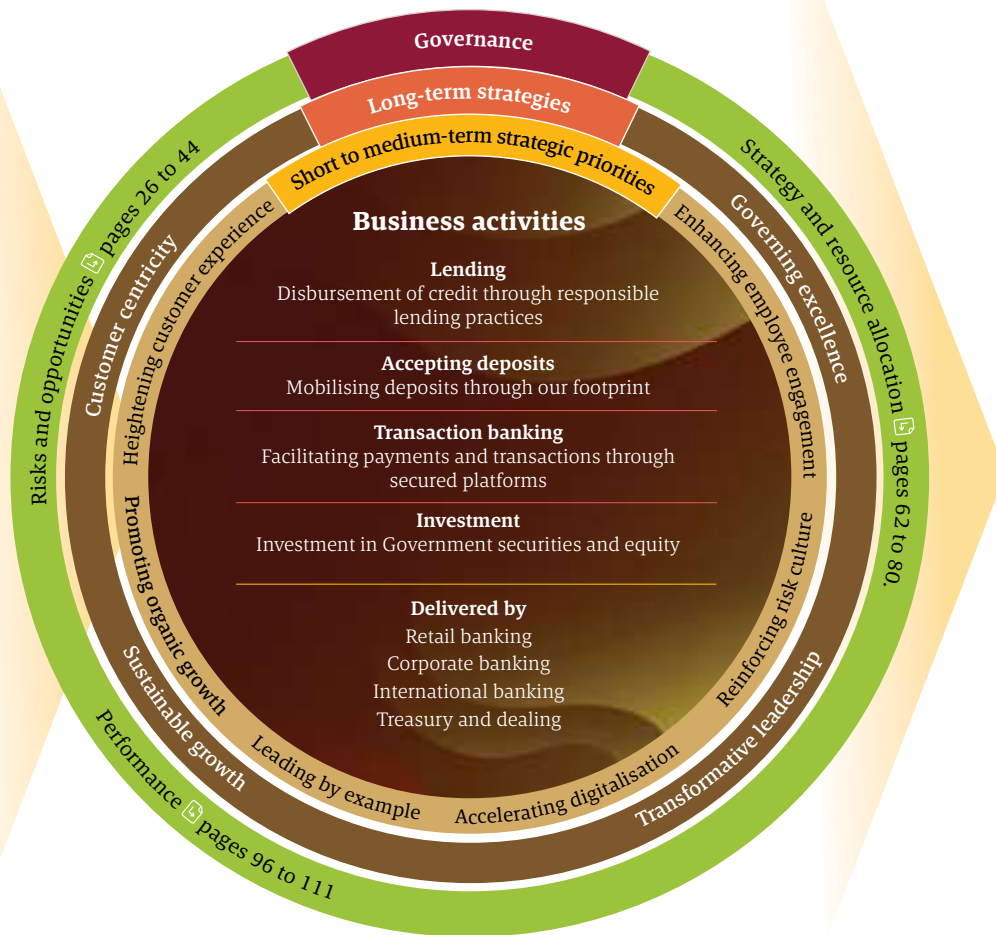 Governance
Long-term strategies
Short to medium-term strategic priorities
Risks and opportunities pages 26 to 44
Strategy and resource allocation pages 62 to 80.
Performance pages 96 to 111
Customer centricity
Governing excellence
Transformative leadership
Sustainable growth
Heightening customer experience
Enhancing employee engagement
Reinforcing risk culture
Accelerating digitalisation
Leading by example
Promoting organic growth
Business activities
Lending
Disbursement of credit through responsible
lending practices
Accepting deposits
Mobilising deposits through our footprint
Transaction banking
Facilitating payments and transactions through
secured platforms
Investment
Investment in Government securities and equity
Delivered by
Retail banking
Corporate banking
International banking
Treasury and dealing